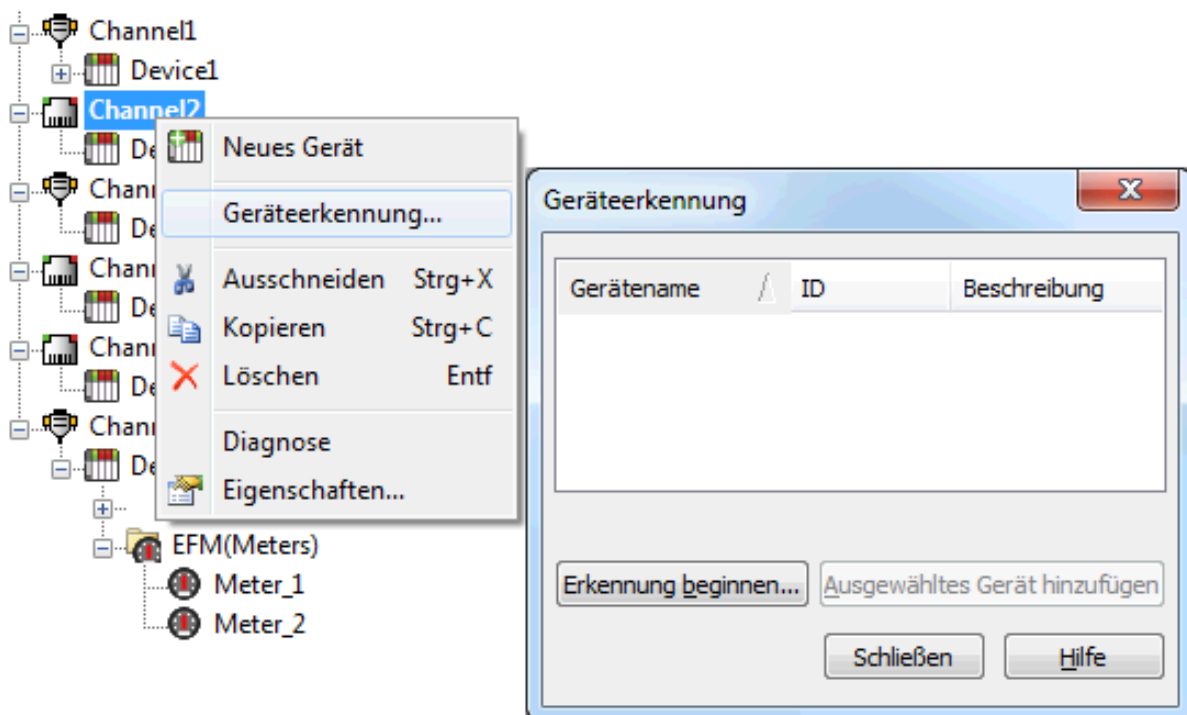 Channel1
Device1
Channel2
Neues Gerät
Geräteerkennung...
Ausschneiden Strg+X
Kopieren Strg+C
Löschen Entf
Diagnose
Eigenschaften...
EFM(Meters)
Meter_1
Meter_2
Geräteerkennung
Gerätename ID Beschreibung
Erkennung beginnen... Ausgewähltes Gerät hinzufügen
Schließen Hilfe